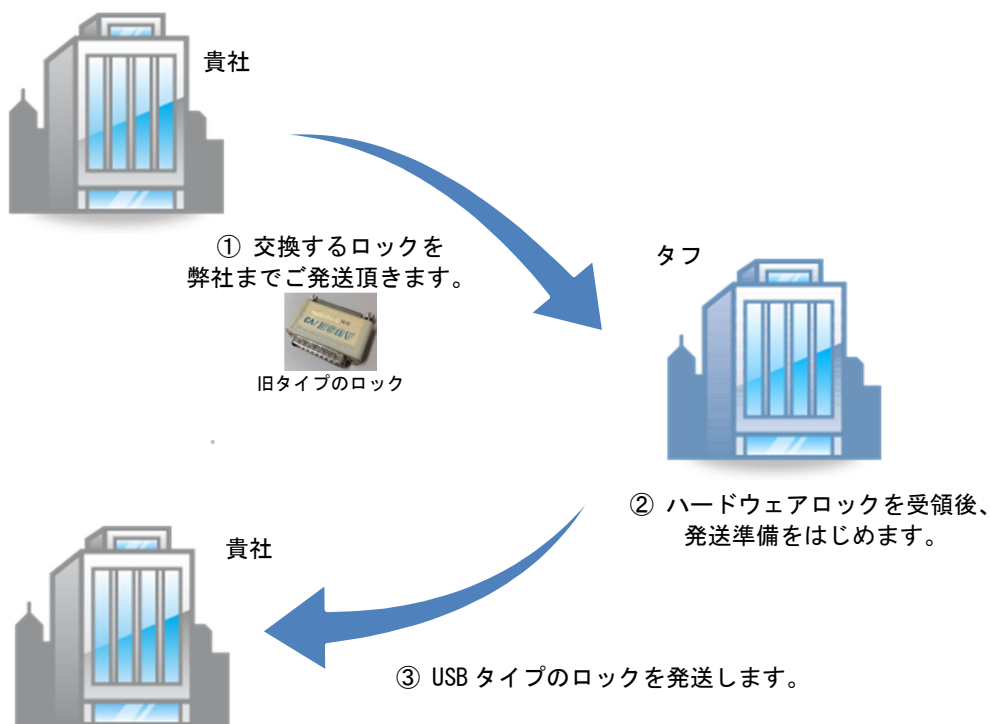 貴社
① 交換するロックを
弊社までご発送頂きます。
旧タイプのロック
タフ
② ハードウェアロックを受領後、
発送準備をはじめます。
貴社
③ USBタイプのロックを発送します。